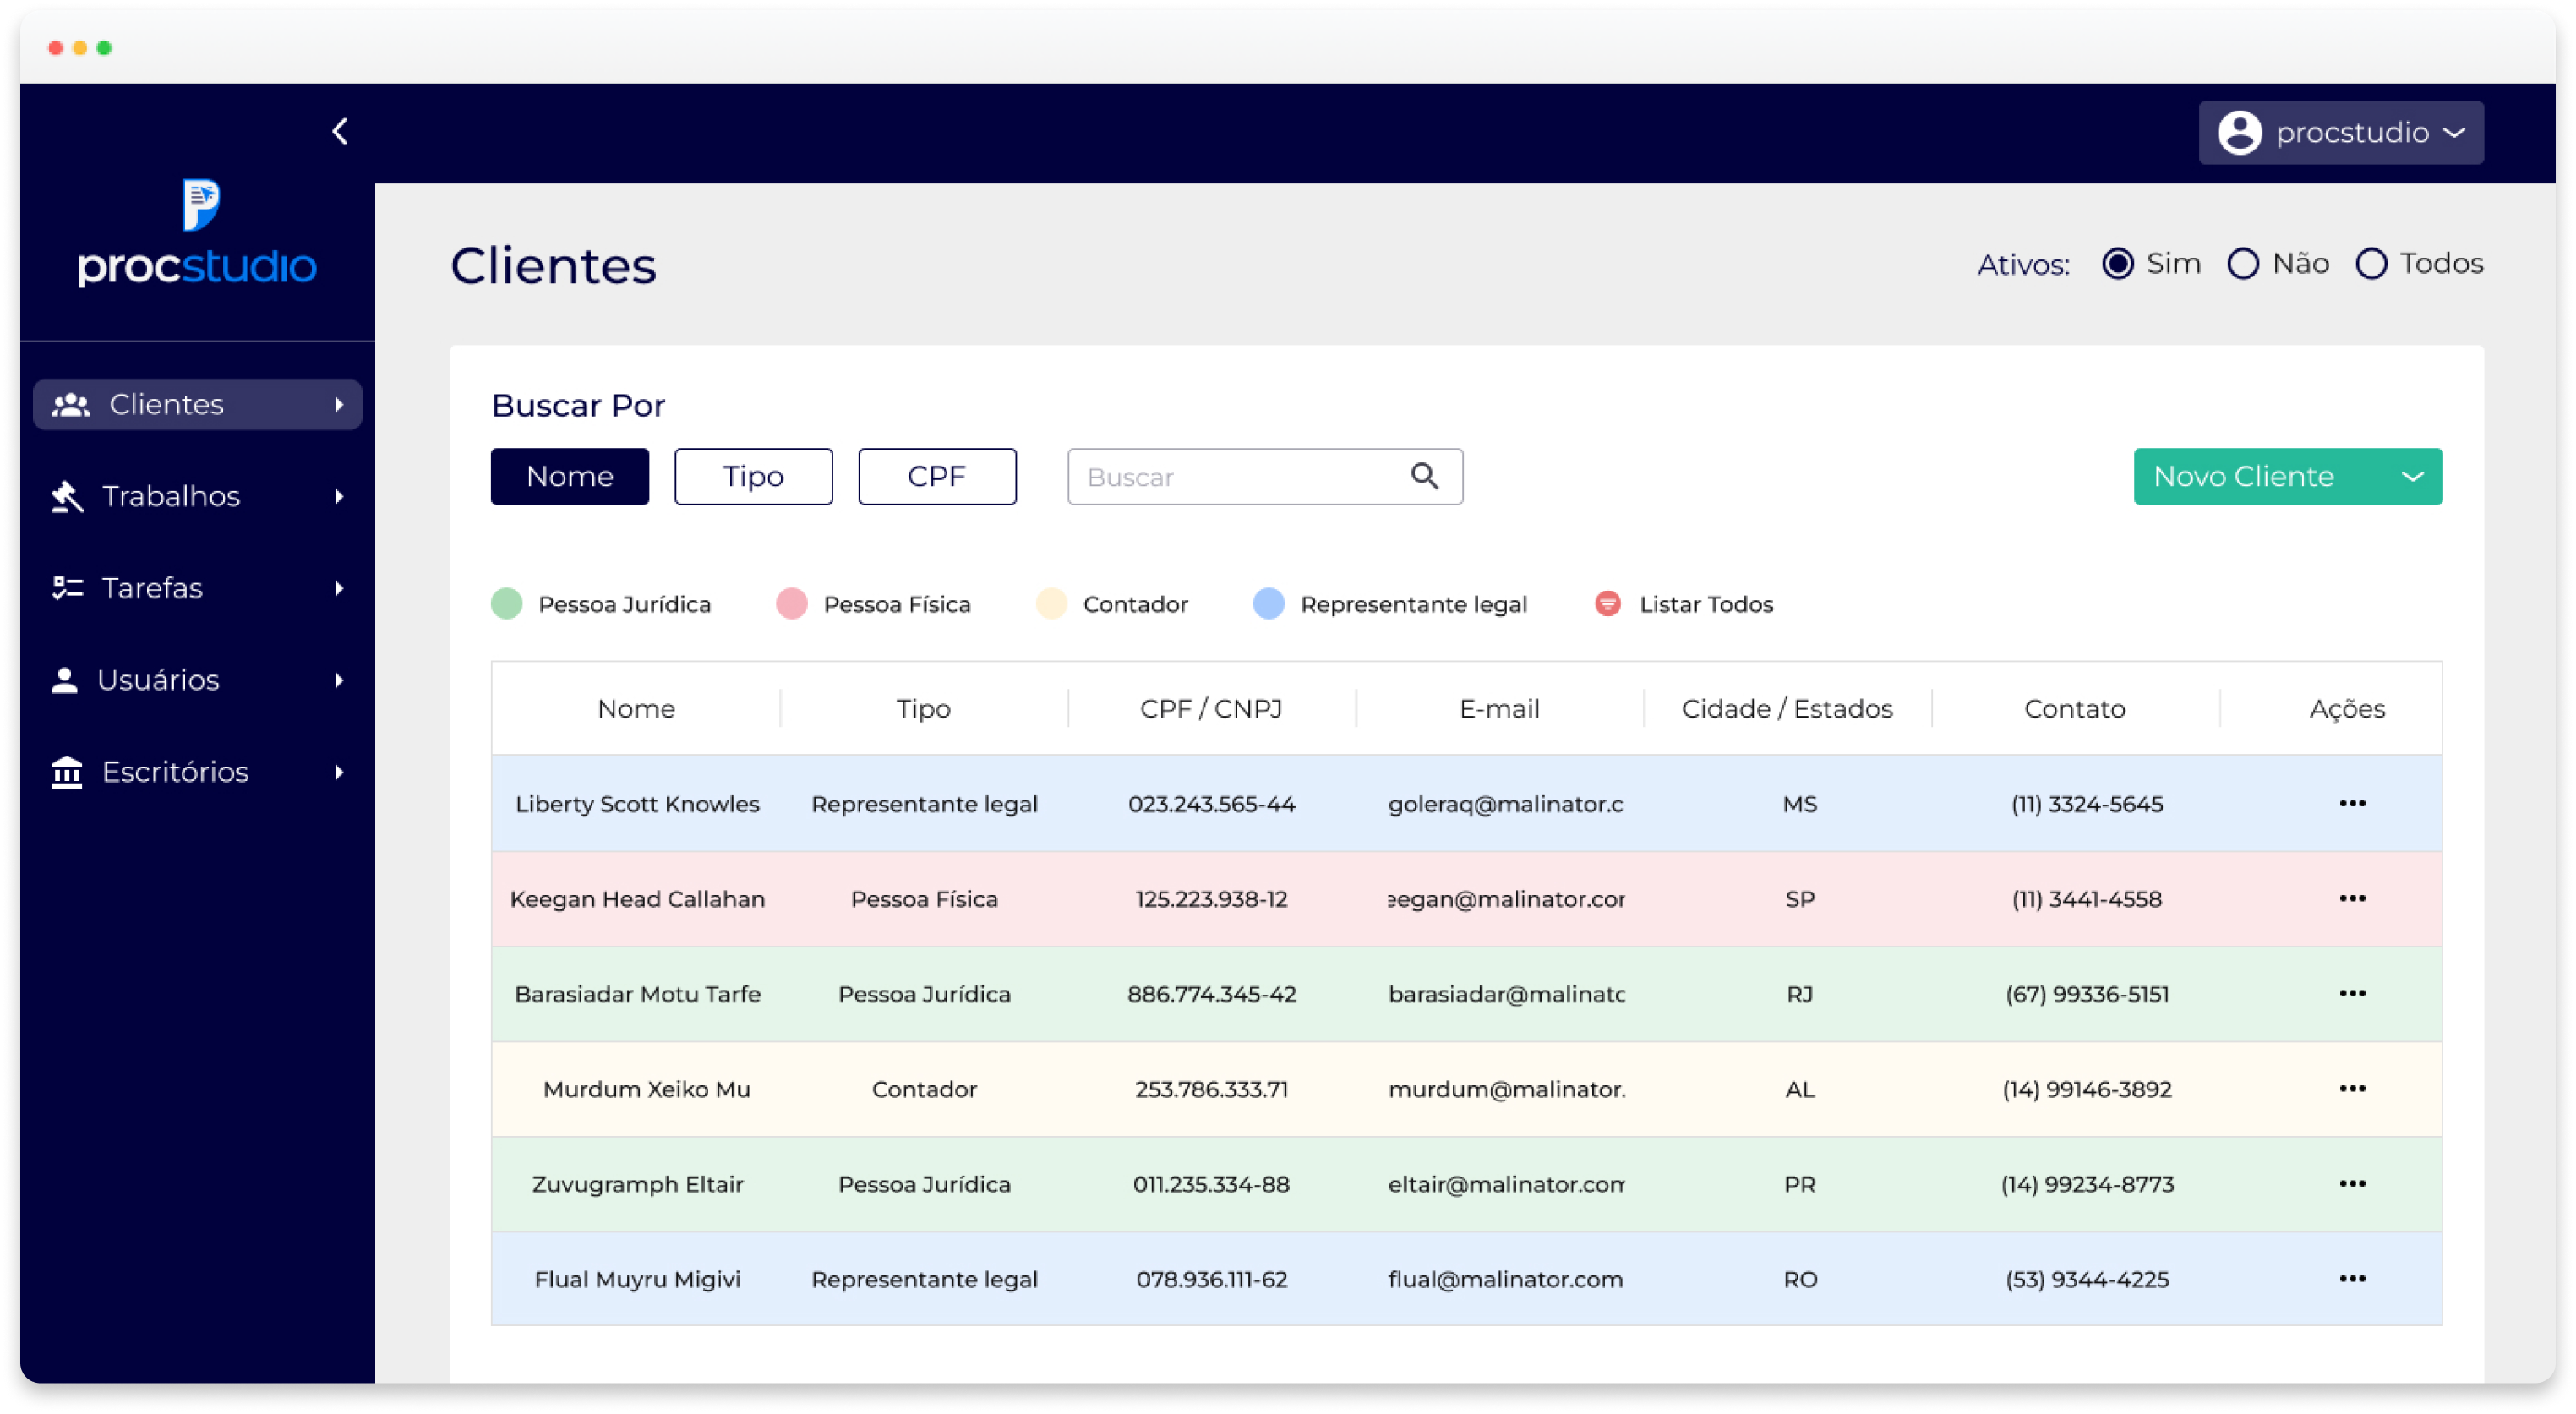 procstudio
procstudio
Clientes
Ativos: Sim Não Todos
Clientes
Trabalhos
Tarefas
Usuários
Escritórios
Buscar Por
Nome Tipo CPF Buscar Novo Cliente
Pessoa Jurídica Pessoa Física Contador Representante legal Listar Todos
Nome Tipo CPF / CNPJ E-mail Cidade / Estados Contato Ações
Liberty Scott Knowles Representante legal 023.243.565-44 goleraq@malinator.c MS (11) 3324-5645
Keegan Head Callahan Pessoa Física 125.223.938-12 eegan@malinator.cor SP (11) 3441-4558
Barasiadar Motu Tarfe Pessoa Jurídica 886.774.345-42 barasiadar@malinatc RJ (67) 99336-5151
Murdum Xeiko Mu Contador 253.786.333.71 murdum@malinator. AL (14) 99146-3892
Zuvugramph Eltair Pessoa Jurídica 011.235.334-88 eltair@malinator.com PR (14) 99234-8773
Flual Muyru Migivi Representante legal 078.936.111-62 flual@malinator.com RO (53) 9344-4225